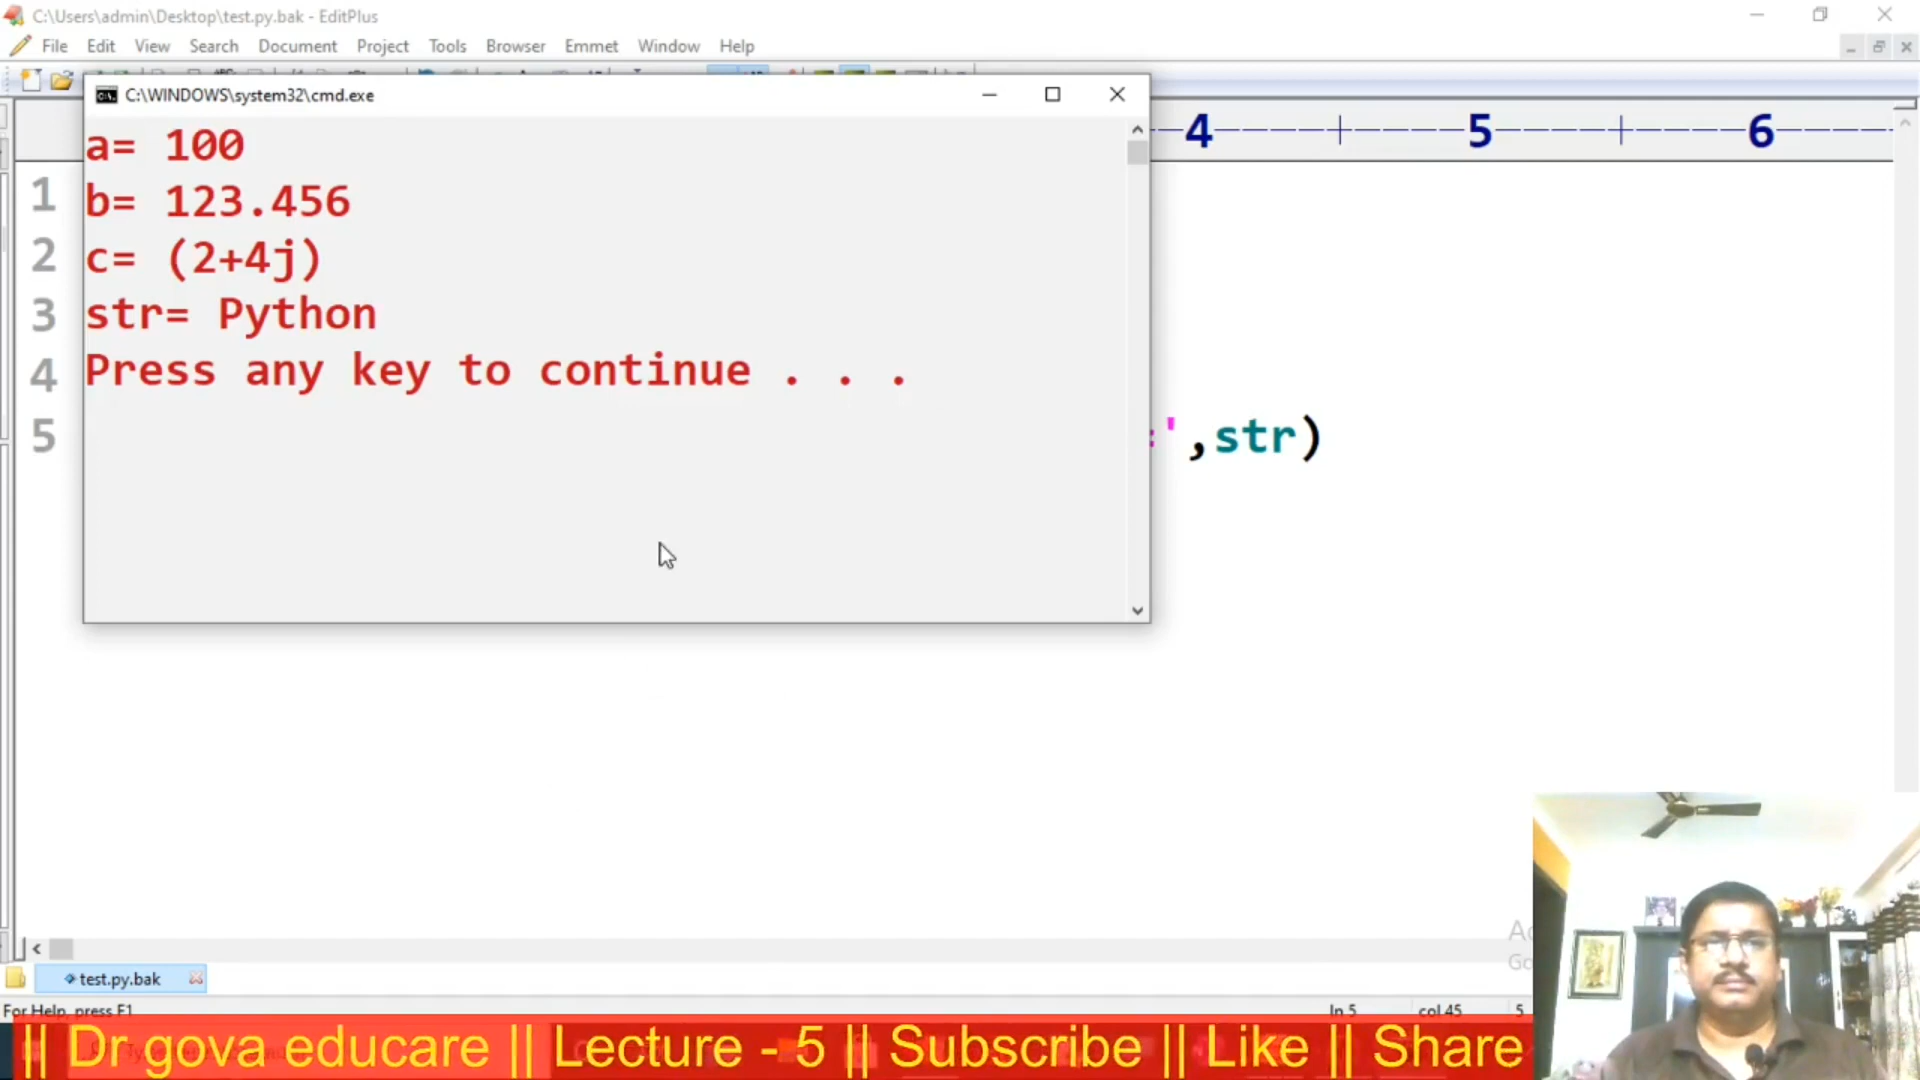 C:\Users\admin\Desktop\test.py.bak - EditPlus
File Edit View Search Document Project Tools Browser Emmet Window Help
C:\WINDOWS\system32\cmd.exe
4 5 6
a= 100
b= 123.456
c= (2+4j)
str= Python
Press any key to continue . . .
1
2
3
4
5
',str)
test.py.bak
For Help, press F1
ln 5 col 45 5
|| Dr.gova educare || Lecture - 5 || Subscribe || Like || Share